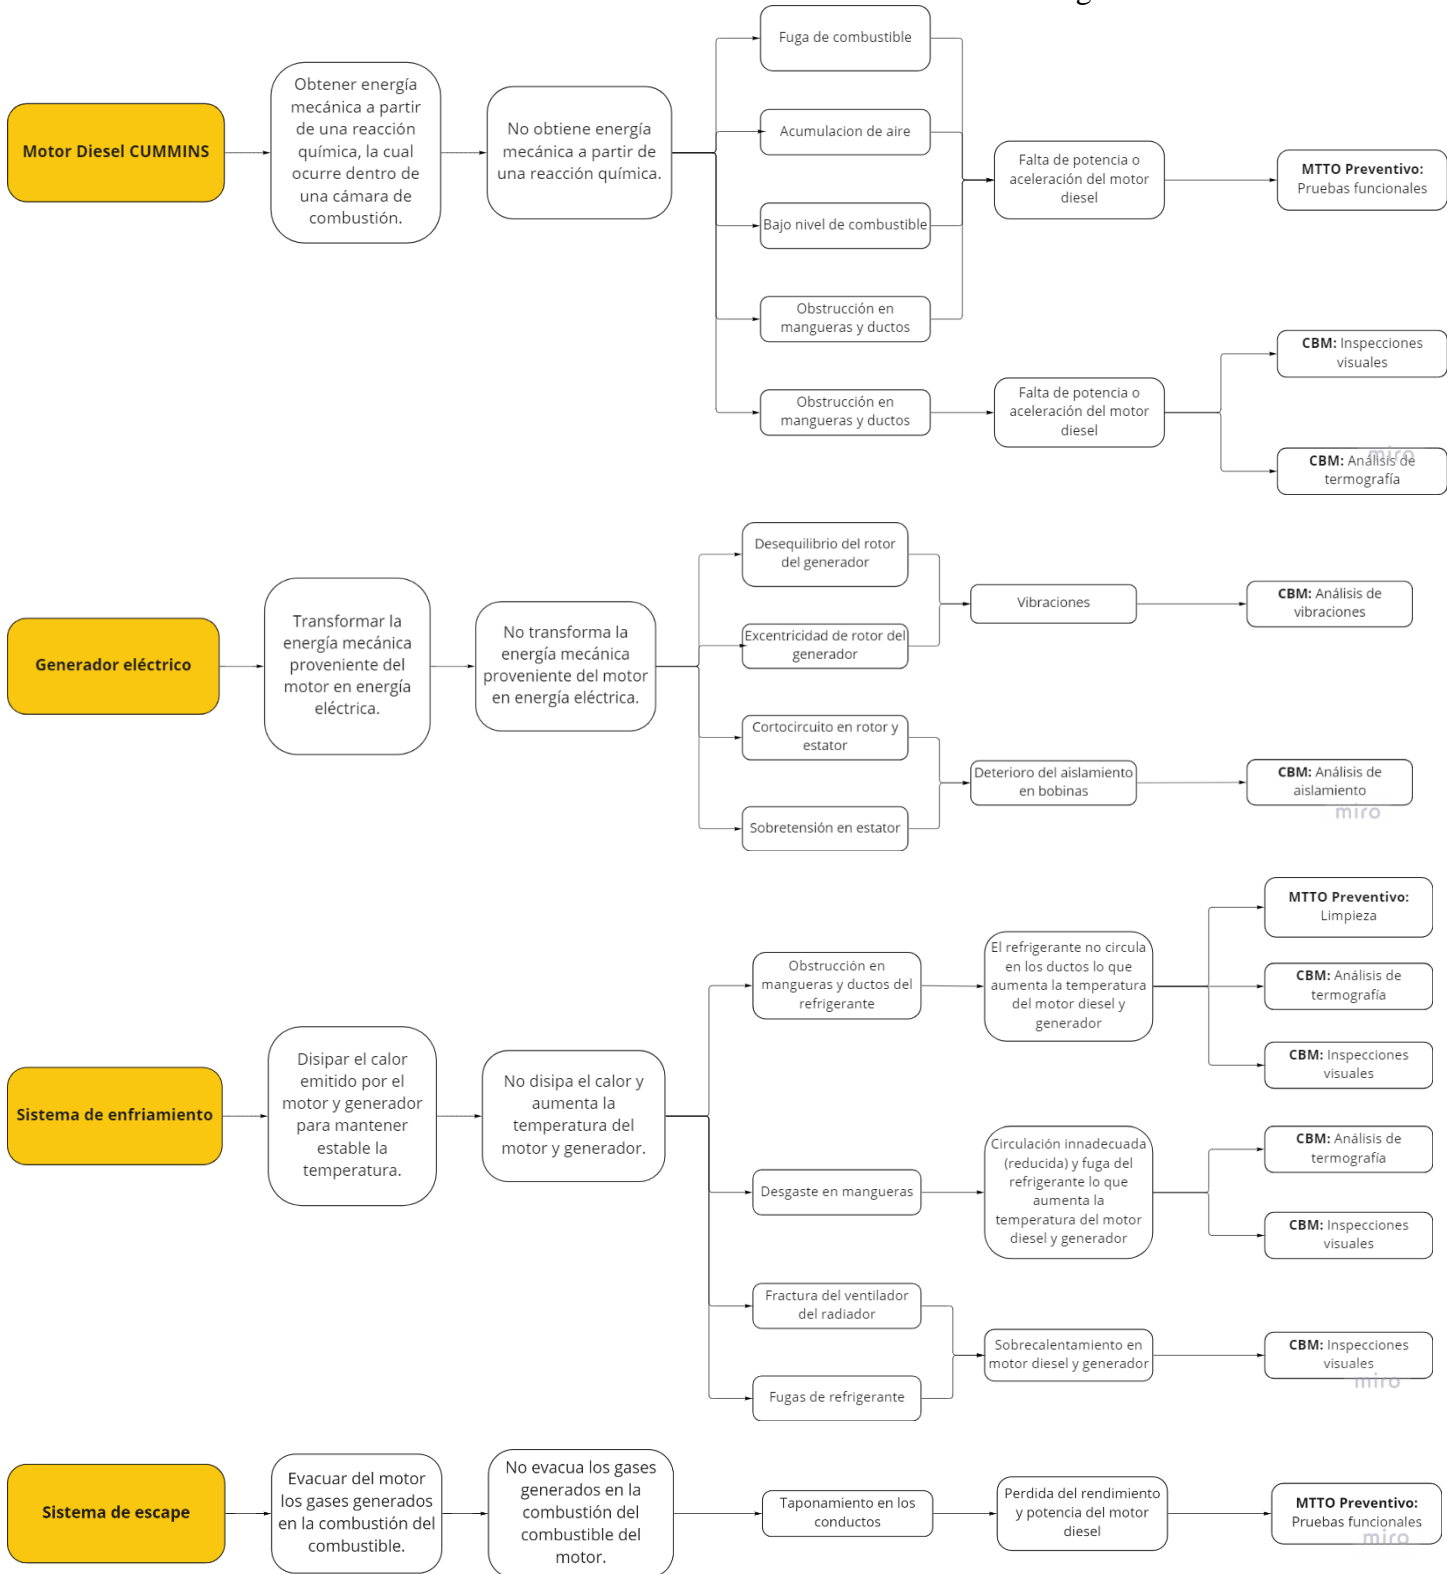 Motor Diesel CUMMINS
Obtener energía
mecánica a partir
de una reacción
química, la cual
ocurre dentro de
una cámara de
combustión.
No obtiene energía
mecánica a partir de
una reacción química.
Fuga de combustible
Acumulacion de aire
Bajo nivel de combustible
Obstrucción en
mangueras y ductos
Obstrucción en
mangueras y ductos
Falta de potencia o
aceleración del motor
diesel
Falta de potencia o
aceleración del motor
diesel
MTTO Preventivo:
Pruebas funcionales
CBM: Inspecciones
visuales
CBM: Análisis de
termografía
miro
Generador eléctrico
Transformar la
energía mecánica
proveniente del
motor en energía
eléctrica.
No transforma la
energía mecánica
proveniente del motor
en energía eléctrica.
Desequilibrio del rotor
del generador
Excentricidad de rotor del
generador
Cortocircuito en rotor y
estator
Sobretensión en estator
Vibraciones
Deterioro del aislamiento
en bobinas
CBM: Análisis de
vibraciones
CBM: Análisis de
aislamiento
miro
Sistema de enfriamiento
Disipar el calor
emitido por el
motor y generador
para mantener
estable la
temperatura.
No disipa el calor y
aumenta la
temperatura del
motor y generador.
Obstrucción en
mangueras y ductos del
refrigerante
Desgaste en mangueras
Fractura del ventilador
del radiador
Fugas de refrigerante
El refrigerante no circula
en los ductos lo que
aumenta la temperatura
del motor diesel y
generador
Circulación innadecuada
(reducida) y fuga del
refrigerante lo que
aumenta la
temperatura del motor
diesel y generador
Sobrecalentamiento en
motor diesel y generador
MTTO Preventivo:
Limpieza
CBM: Análisis de
termografía
CBM: Inspecciones
visuales
CBM: Análisis de
termografía
CBM: Inspecciones
visuales
CBM: Inspecciones
visuales
miro
Sistema de escape
Evacuar del motor
los gases generados
en la combustión del
combustible.
No evacua los gases
generados en la
combustión del
combustible del
motor.
Taponamiento en los
conductos
Perdida del rendimiento
y potencia del motor
diesel
MTTO Preventivo:
Pruebas funcionales
miro